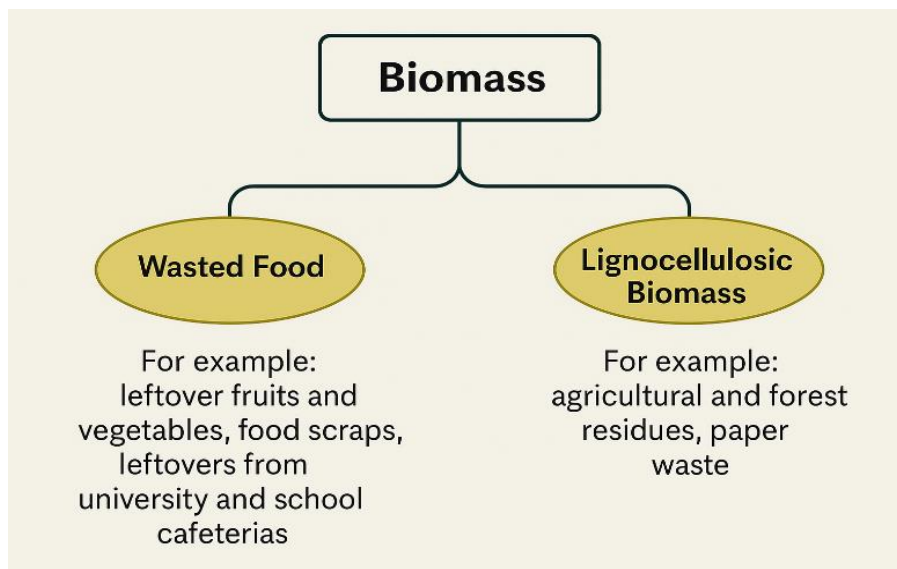 Biomass
Wasted Food
For example:
leftover fruits and
vegetables, food scraps,
leftovers from
university and school
cafeterias
Lignocellulosic
Biomass
For example:
agricultural and forest
residues, paper
waste